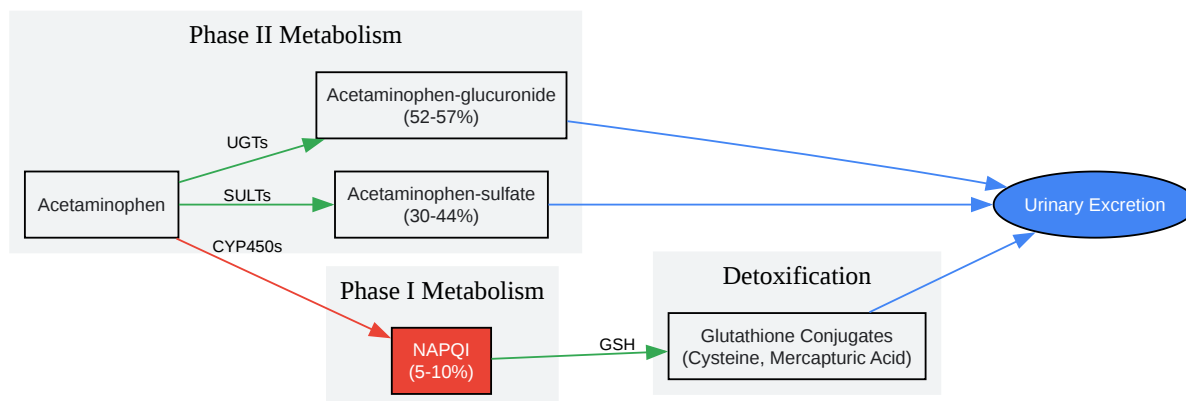 Phase II Metabolism
Acetaminophen-glucuronide
(52-57%)
UGTs
Acetaminophen
SULTs
Acetaminophen-sulfate
(30-44%)
Urinary Excretion
CYP450s
Phase I Metabolism
NAPQI
(5-10%)
GSH
Detoxification
Glutathione Conjugates
(Cysteine, Mercapturic Acid)